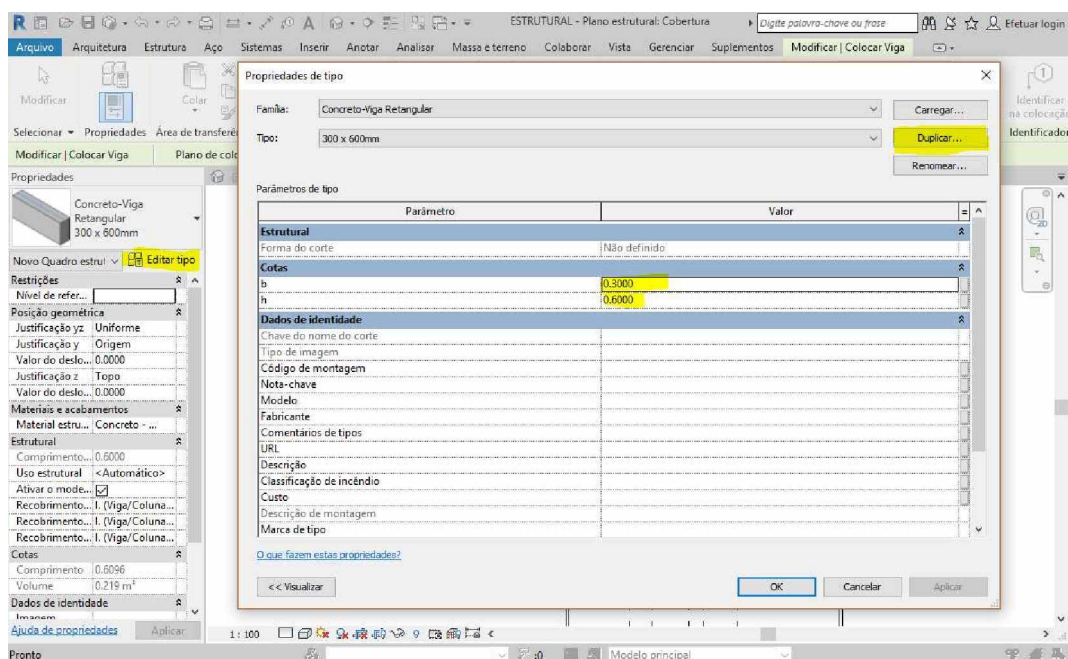 R A ESTRUTURAL - Plano estrutural: Cobertura Digite palavra-chave ou frase Efetuar login
Arquivo Arquitetura Estrutura Aço Sistemas Inserir Anotar Analisar Massa e terreno Colaborar Vista Gerenciar Suplementos Modificar | Colocar Viga
Modificar Colar Identificar
na colocaçã
Selecionar Propriedades Área de transferê Identificador
Modificar | Colocar Viga Plano de colo
Propriedades
Concreto-Viga
Retangular
300 x 600mm
Novo Quadro estrut Editar tipo
Restrições
Nível de refer...
Posição geométrica
Justificação yz Uniforme
Justificação y Origem
Valor do deslo... 0.0000
Justificação z Topo
Valor do deslo... 0.0000
Materiais e acabamentos
Material estru... Concreto - ...
Estrutural
Comprimento... 0.6000
Uso estrutural <Automático>
Ativar o mode...
Recobrimento... I. (Viga/Coluna...
Recobrimento... I. (Viga/Coluna...
Recobrimento... I. (Viga/Coluna...
Cotas
Comprimento 0.6096
Volume 0.219 m³
Dados de identidade
Imagem
Ajuda de propriedades Aplicar
Pronto
Propriedades de tipo
Família: Concreto-Viga Retangular Carregar...
Tipo: 300 x 600mm Duplicar...
Renomear...
Parâmetros de tipo
Parâmetro Valor =
Estrutural
Forma do corte Não definido
Cotas
b 0.3000
h 0.6000
Dados de identidade
Chave do nome do corte
Tipo de imagem
Código de montagem
Nota-chave
Modelo
Fabricante
Comentários de tipos
URL
Descrição
Classificação de incêndio
Custo
Descrição de montagem
Marca de tipo
O que fazem estas propriedades?
<< Visualizar OK Cancelar Aplicar
2D
1 : 100
:0 Modelo principal